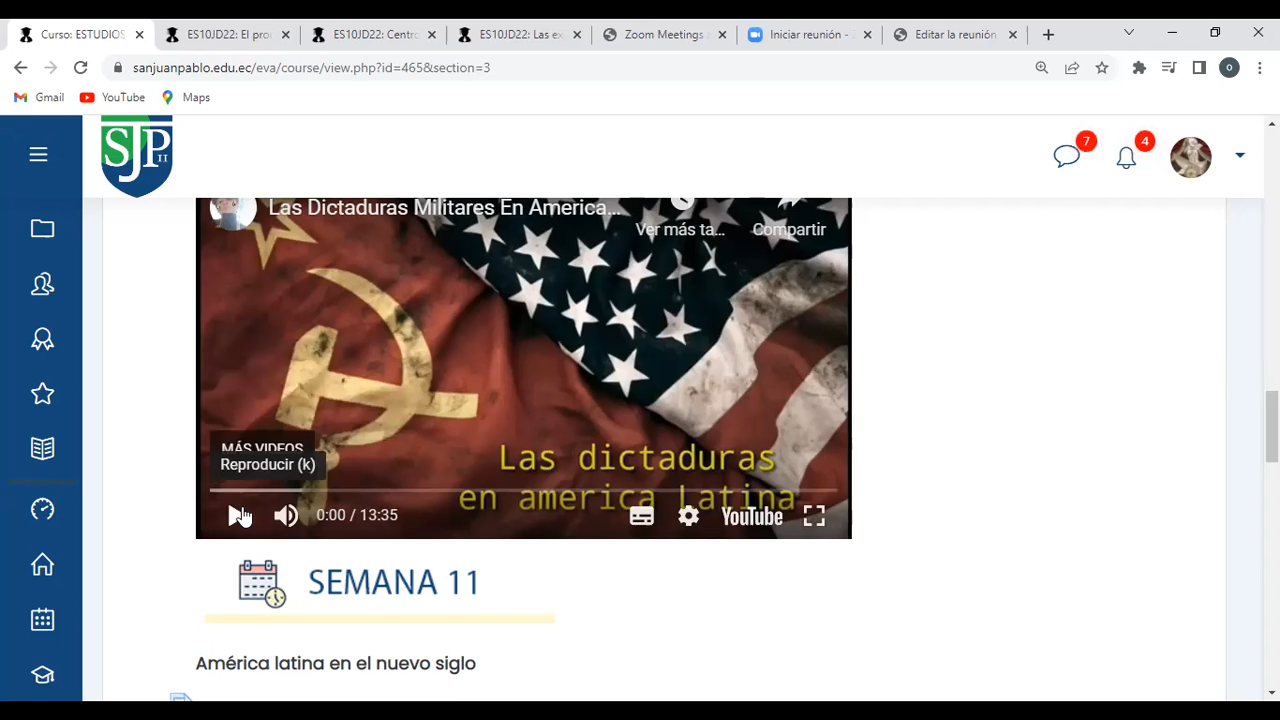 Curso: ESTUDIOS
ES10JD22: El pro
ES10JD22: Centro
ES10JD22: Las ex
Zoom Meetings
Iniciar reunión - Z
Editar la reunión
sanjuanpablo.edu.ec/eva/course/view.php?id=465&section=3
O
Gmail
YouTube
Maps
SJP II
7
4
Las Dictaduras Militares En America...
Ver más ta...
Compartir
MÁS VIDEOS
Reproducir (k)
Las dictaduras
en america Latina
0:00 / 13:35
YouTube
SEMANA 11
América latina en el nuevo siglo